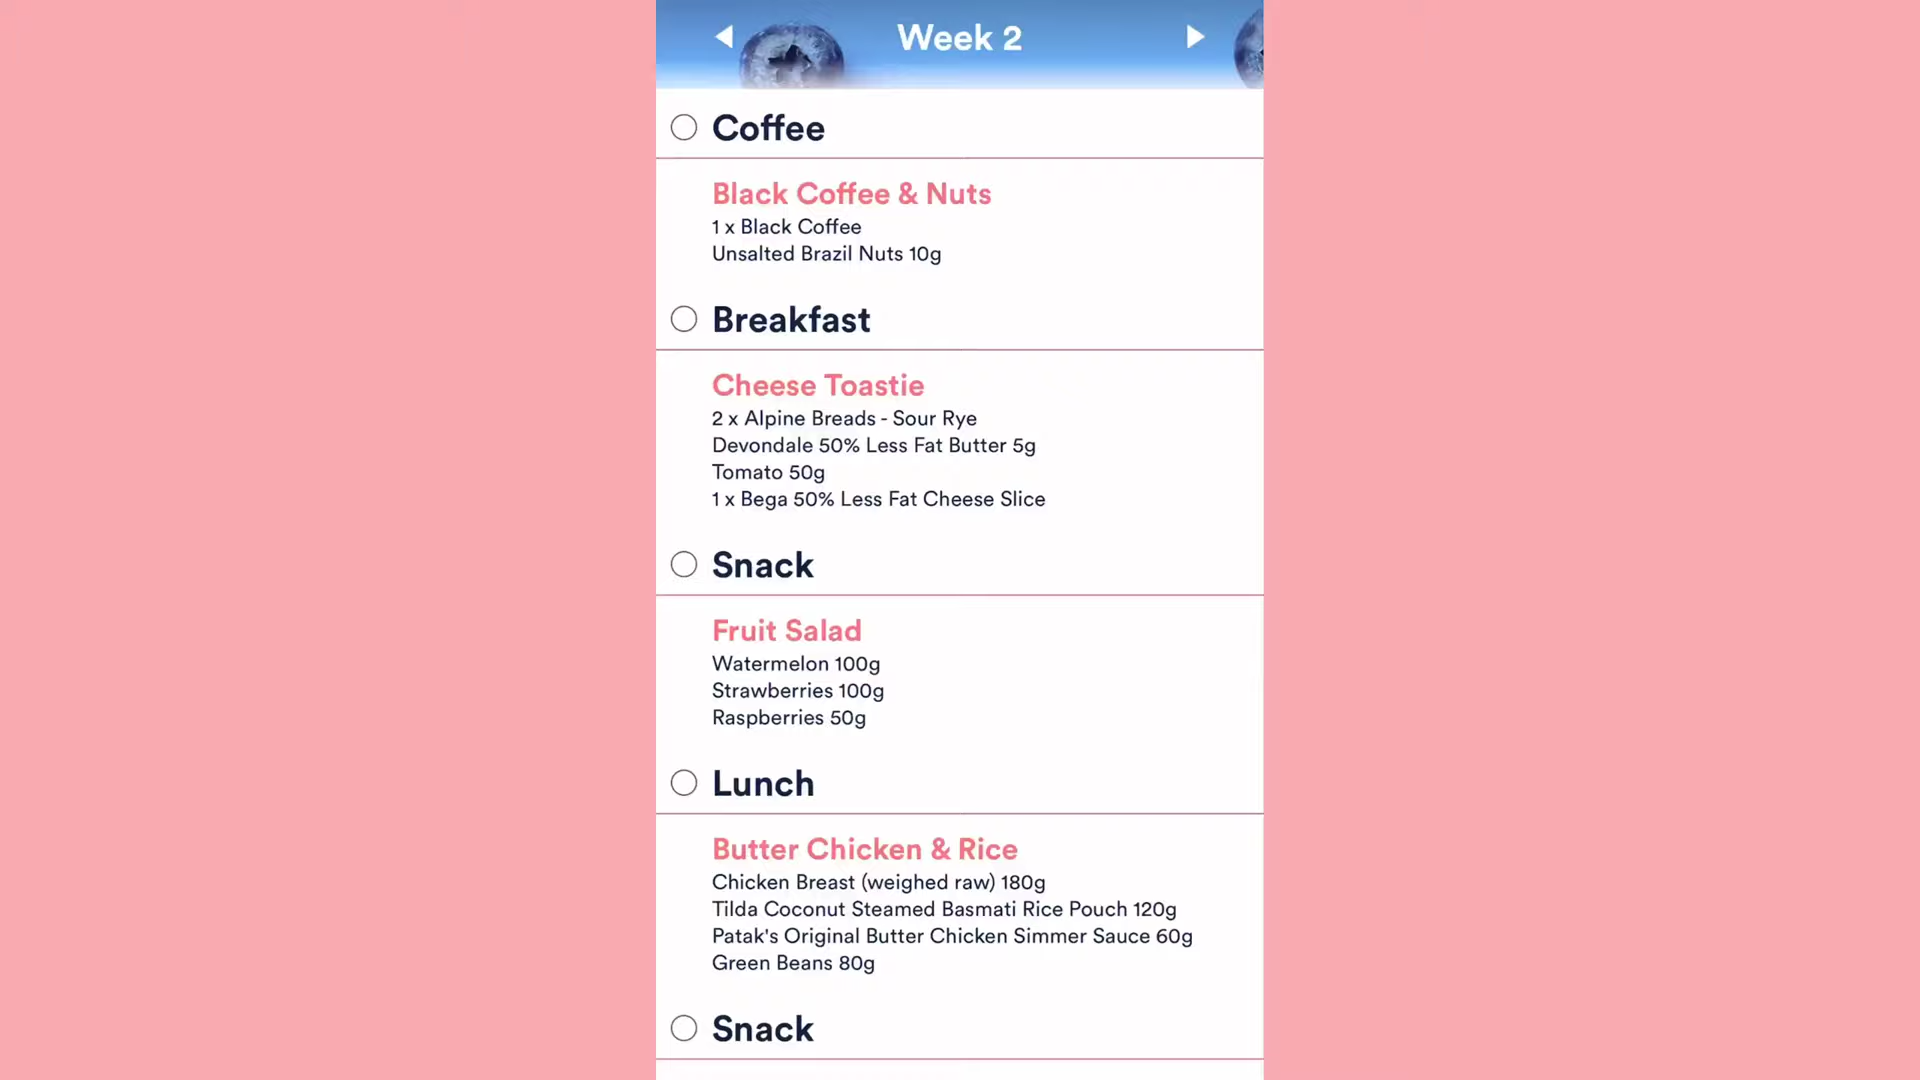 Week 2
Coffee
Black Coffee & Nuts
1 x Black Coffee
Unsalted Brazil Nuts 10g
Breakfast
Cheese Toastie
2 x Alpine Breads - Sour Rye
Devondale 50% Less Fat Butter 5g
Tomato 50g
1 x Bega 50% Less Fat Cheese Slice
Snack
Fruit Salad
Watermelon 100g
Strawberries 100g
Raspberries 50g
Lunch
Butter Chicken & Rice
Chicken Breast (weighed raw) 180g
Tilda Coconut Steamed Basmati Rice Pouch 120g
Patak's Original Butter Chicken Simmer Sauce 60g
Green Beans 80g
Snack